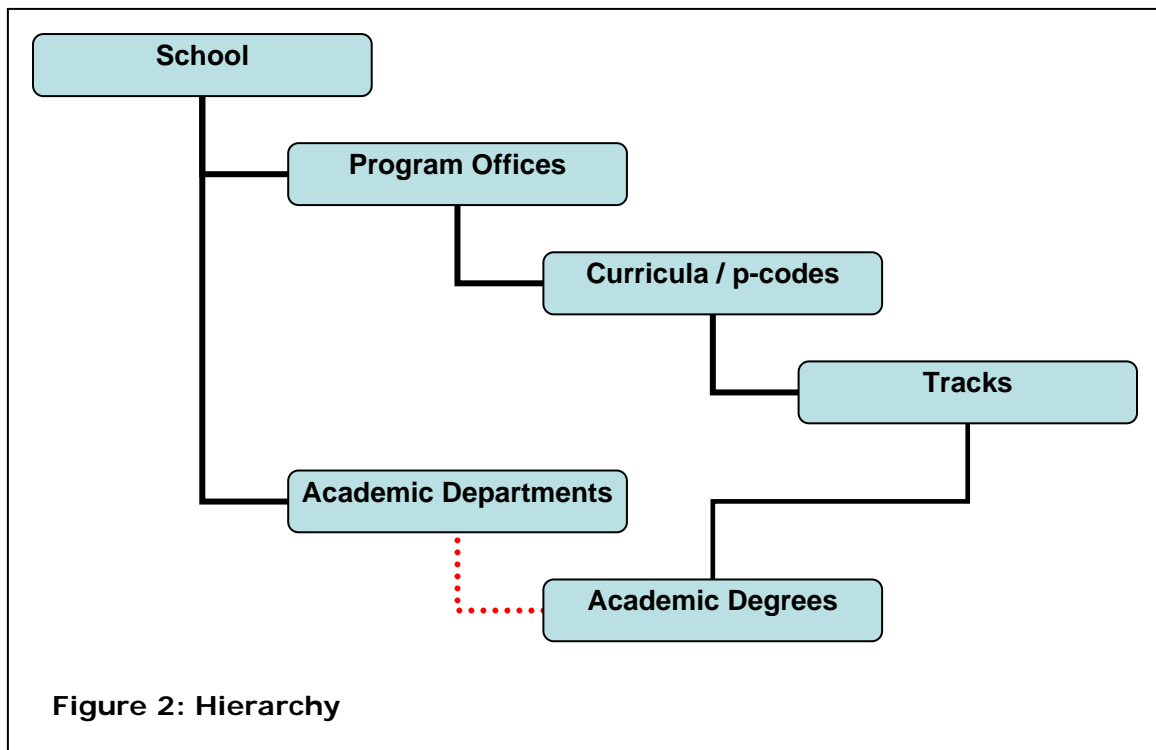 School
Program Offices
Curricula / p-codes
Tracks
Academic Departments
Academic Degrees
Figure 2: Hierarchy